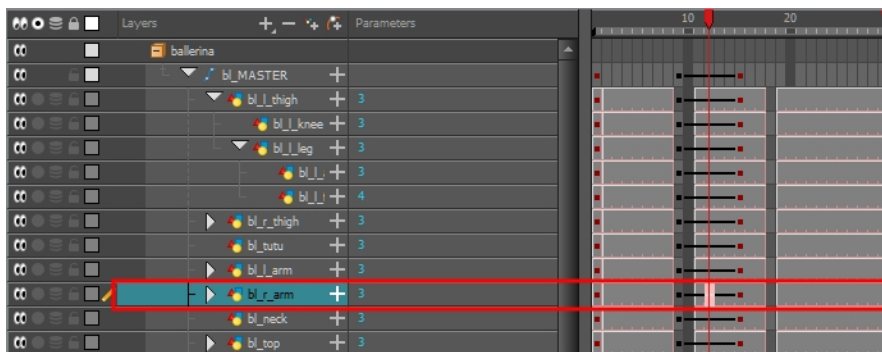 Layers Parameters 10 20
ballerina
bl_MASTER
bl_l_thigh 3
bl_l_knee 3
bl_l_leg 3
bl_l_ 3
bl_l_ 4
bl_r_thigh 3
bl_tutu 3
bl_l_arm 3
bl_r_arm 3
bl_neck 3
bl_top 3